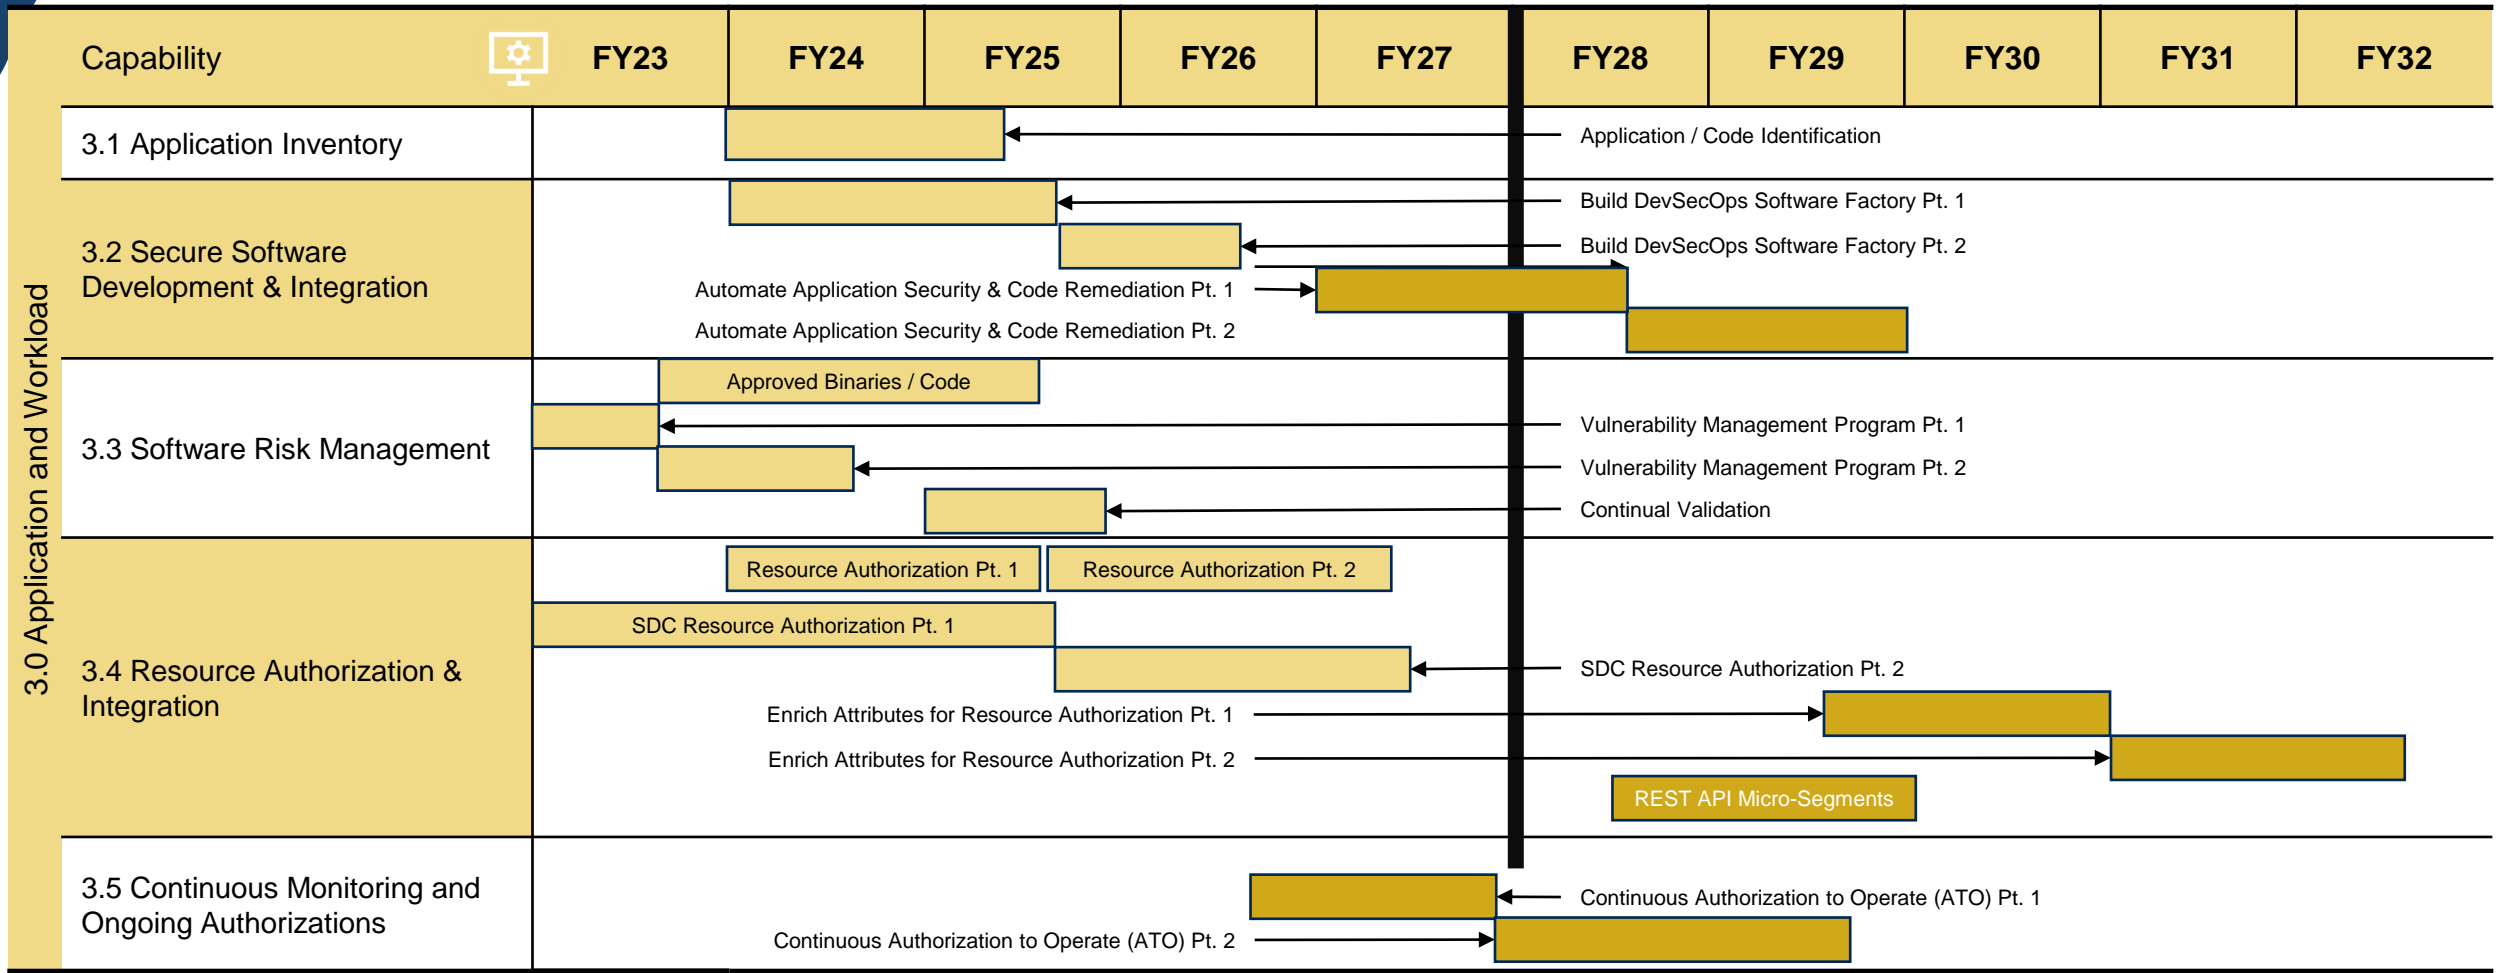 Capability
FY23
FY24
FY25
FY26
FY27
FY28
FY29
FY30
FY31
FY32
3.0 Application and Workload
3.1 Application Inventory
Application / Code Identification
3.2 Secure Software
Development & Integration
Build DevSecOps Software Factory Pt. 1
Build DevSecOps Software Factory Pt. 2
Automate Application Security & Code Remediation Pt. 1
Automate Application Security & Code Remediation Pt. 2
3.3 Software Risk Management
Approved Binaries / Code
Vulnerability Management Program Pt. 1
Vulnerability Management Program Pt. 2
Continual Validation
3.4 Resource Authorization &
Integration
Resource Authorization Pt. 1
Resource Authorization Pt. 2
SDC Resource Authorization Pt. 1
SDC Resource Authorization Pt. 2
Enrich Attributes for Resource Authorization Pt. 1
Enrich Attributes for Resource Authorization Pt. 2
REST API Micro-Segments
3.5 Continuous Monitoring and
Ongoing Authorizations
Continuous Authorization to Operate (ATO) Pt. 1
Continuous Authorization to Operate (ATO) Pt. 2